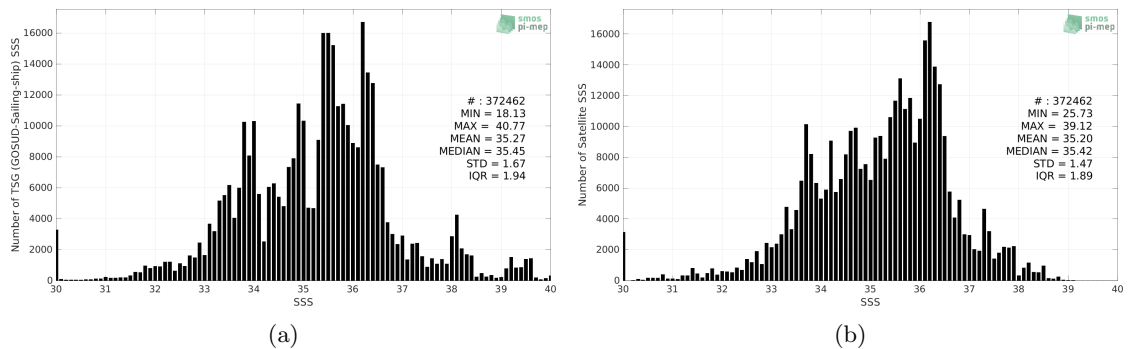 smos
pi-mep
16000
14000
12000
10000
8000
6000
4000
2000
0
Number of TSG (GOSUD-Sailing-ship) SSS
# : 372462
MIN = 18.13
MAX = 40.77
MEAN = 35.27
MEDIAN = 35.45
STD = 1.67
IQR = 1.94
30 31 32 33 34 35 36 37 38 39 40
SSS
(a)
smos
pi-mep
16000
14000
12000
10000
8000
6000
4000
2000
0
Number of Satellite SSS
# : 372462
MIN = 25.73
MAX = 39.12
MEAN = 35.20
MEDIAN = 35.42
STD = 1.47
IQR = 1.89
30 31 32 33 34 35 36 37 38 39 40
SSS
(b)